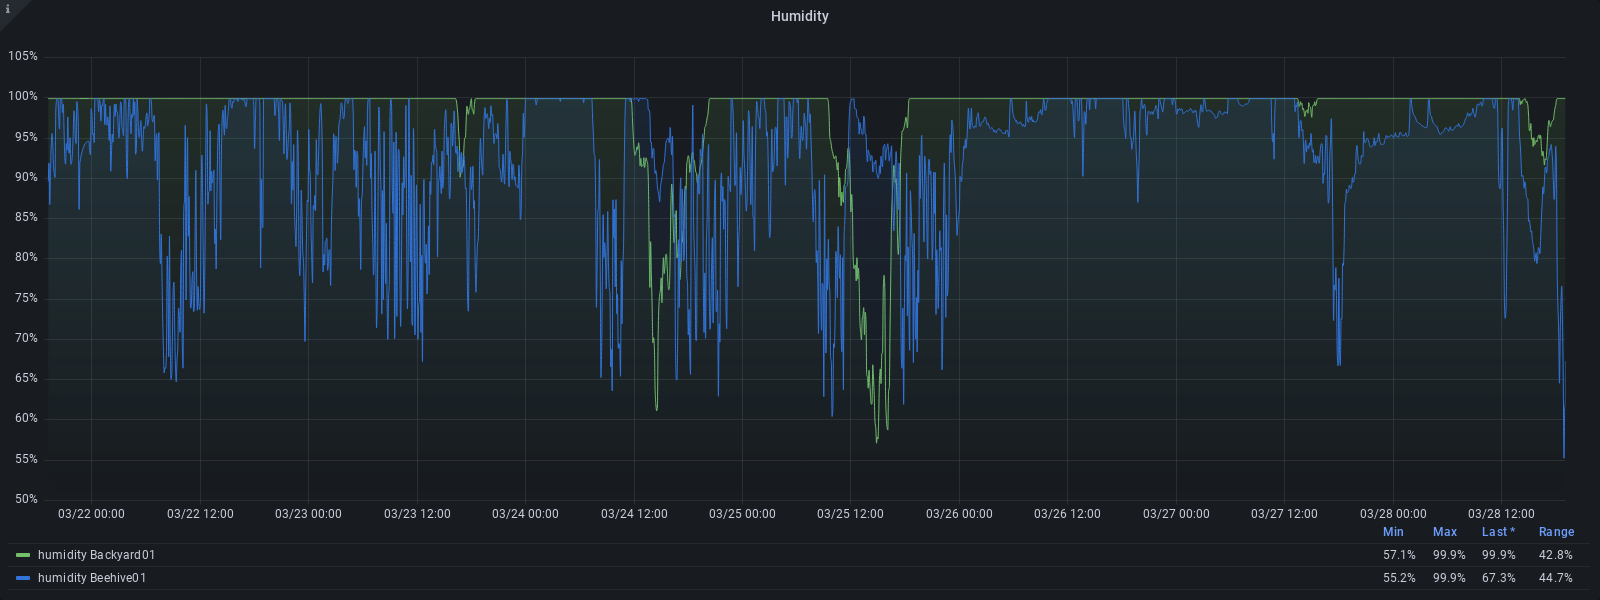 i
Humidity
105%
100%
95%
90%
85%
80%
75%
70%
65%
60%
55%
50%
03/22 00:00 03/22 12:00 03/23 00:00 03/23 12:00 03/24 00:00 03/24 12:00 03/25 00:00 03/25 12:00 03/26 00:00 03/26 12:00 03/27 00:00 03/27 12:00 03/28 00:00 03/28 12:00
Min Max Last * Range
humidity Backyard01 57.1% 99.9% 99.9% 42.8%
humidity Beehive01 55.2% 99.9% 67.3% 44.7%